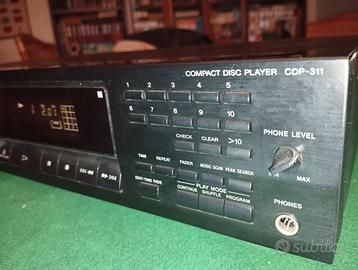 COMPACT DISC PLAYER CDP-311
1 2 3 4 5
6 7 8 9 10
CHECK CLEAR >10
PHONE LEVEL
MAX
TIME REPEAT FADER MUSIC SCAN PEAK SEARCH
EDIT/TIME FADE
PLAY MODE
CONTINUE SHUFFLE PROGRAM
PHONES
subito